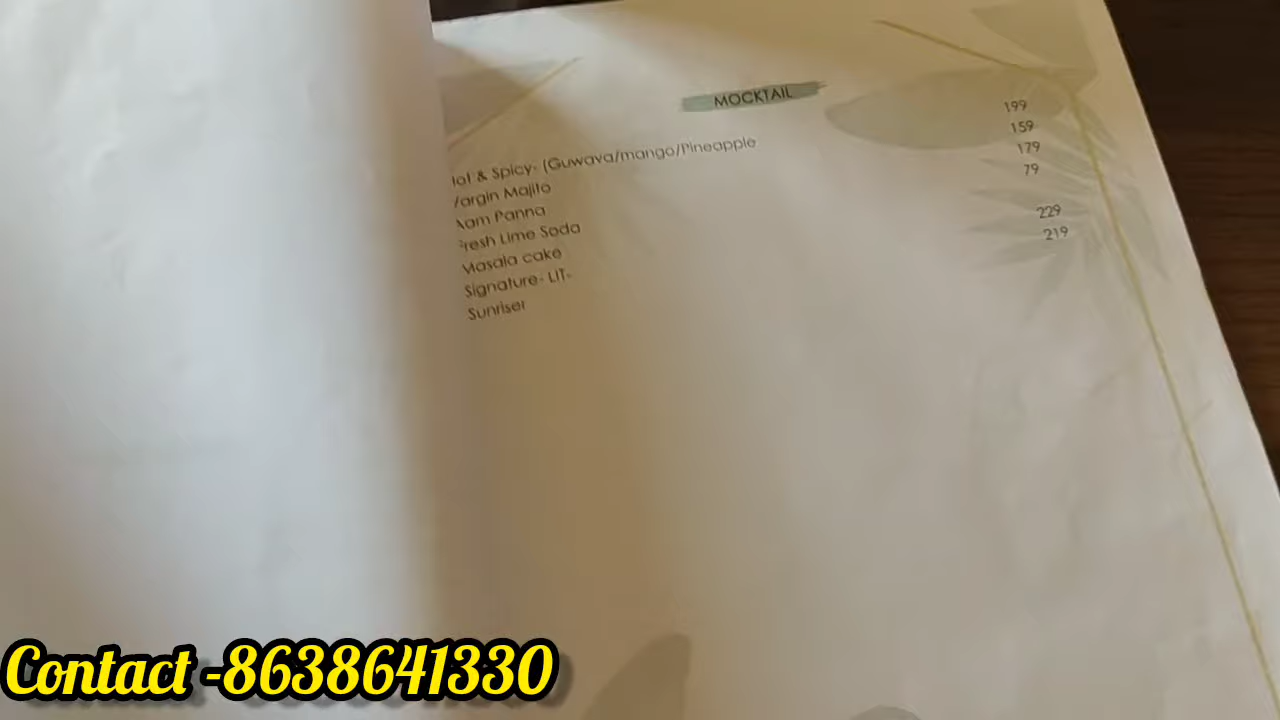 MOCKTAIL
Hot & Spicy- (Guwava/mango/Pineapple 199
Vargin Majito 159
Aam Panna 179
Fresh Lime Soda 79
Masala cake
Signature- LIT- 229
Sunriser 219
Contact -8638641330